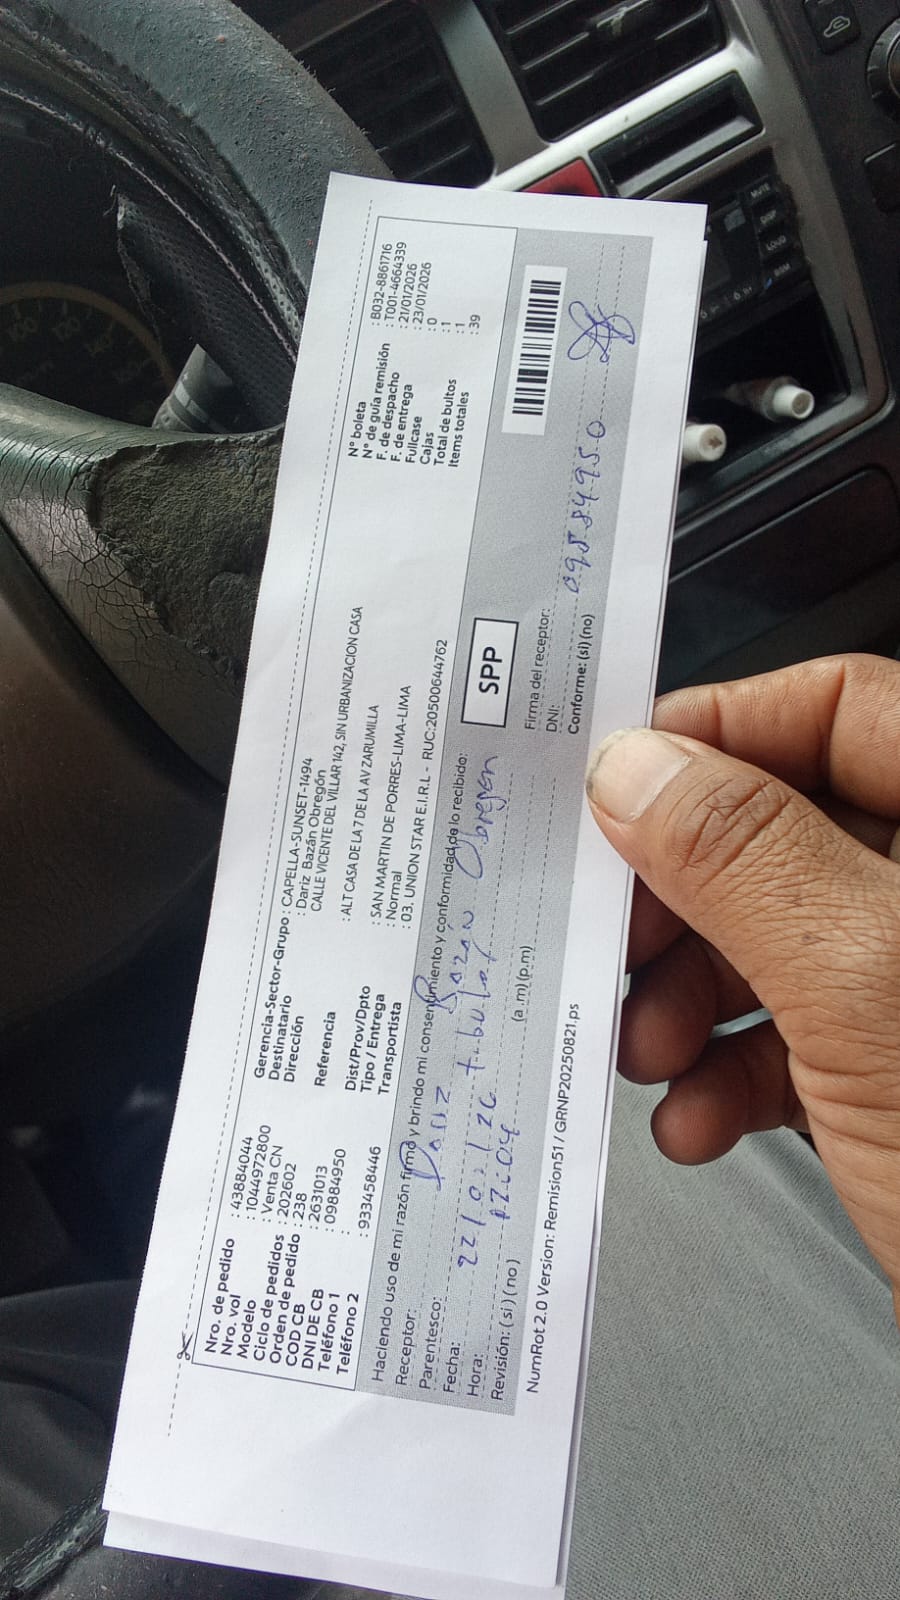 Nro. de pedido : 43884044
Nro. vol : 1044972800
Modelo : Venta CN
Ciclo de pedidos : 202602
Orden de pedido : 238
COD CB : 2631013
DNI DE CB : 09884950
Teléfono 1 :
Teléfono 2 : 933458446
Gerencia-Sector-Grupo : CAPELLA-SUNSET-1494
Destinatario : Dariz Bazán Obregón
Dirección CALLE VICENTE DEL VILLAR 142, SIN URBANIZACION CASA
Referencia : ALT CASA DE LA 7 DE LA AV ZARUMILLA
Dist/Prov/Dpto : SAN MARTIN DE PORRES-LIMA-LIMA
Tipo / Entrega : Normal
Transportista : 03. UNION STAR E.I.R.L - RUC:20500644762
N° boleta : B032-8861716
N° de guía remisión : T001-4664339
F. de despacho : 21/01/2026
F. de entrega : 23/01/2026
Fullcase : 0
Cajas : 1
Total de bultos : 1
Items totales : 39
Haciendo uso de mi razón firmo y brindo mi consentimiento y conformidad de lo recibido:
SPP
Receptor: Dariz Bazán Obregon
Parentesco: titular
Fecha: 22/01/26
Hora: (a .m) (p.m)
Revisión: (si) (no)
Firma del receptor:
DNI: 09884950
Conforme: (si) (no)
NumRot 2.0 Version: Remision51 / GRNP20250821.ps
MUTE
DISP
LOUD
100